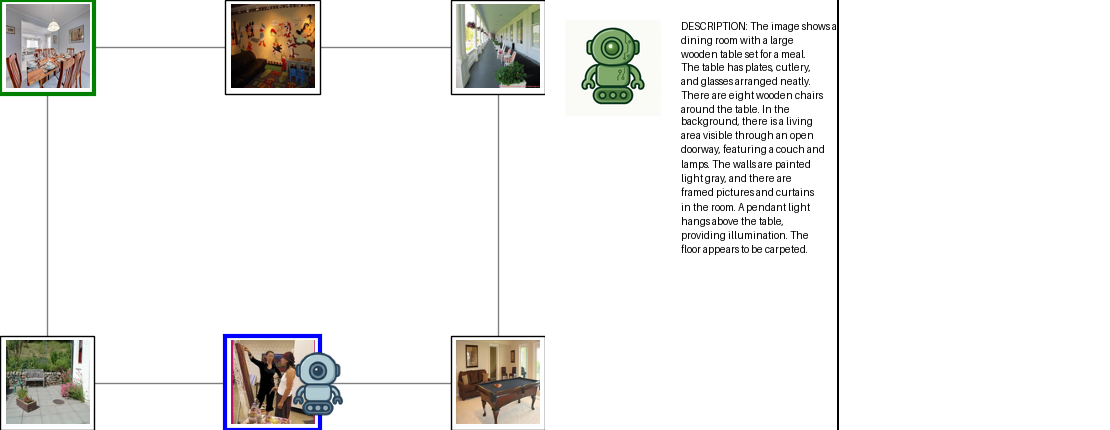 DESCRIPTION: The image shows a
dining room with a large
wooden table set for a meal.
The table has plates, cutlery,
and glasses arranged neatly.
There are eight wooden chairs
around the table. In the
background, there is a living
area visible through an open
doorway, featuring a couch and
lamps. The walls are painted
light gray, and there are
framed pictures and curtains
in the room. A pendant light
hangs above the table,
providing illumination. The
floor appears to be carpeted.